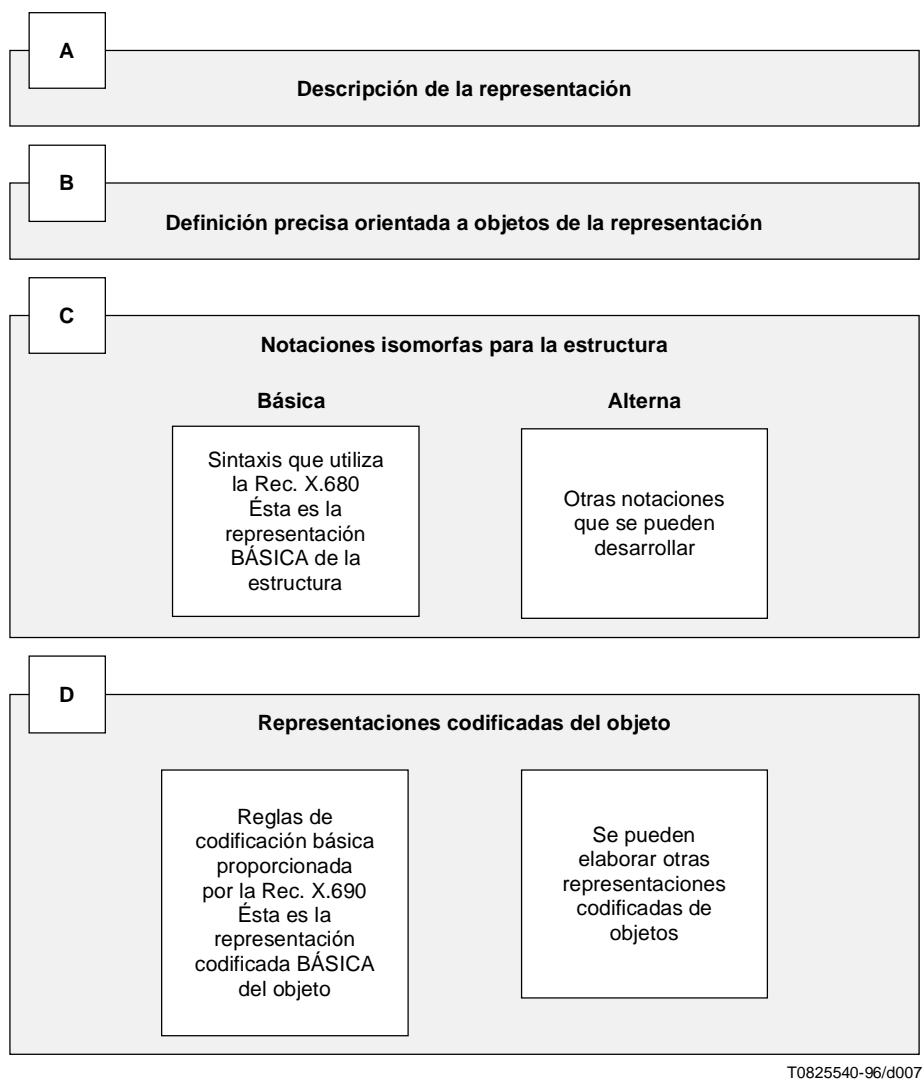 A
Descripción de la representación
B
Definición precisa orientada a objetos de la representación
C
Notaciones isomorfas para la estructura
Básica
Sintaxis que utiliza
la Rec. X.680
Ésta es la
representación
BÁSICA de la
estructura
Alterna
Otras notaciones
que se pueden
desarrollar
D
Representaciones codificadas del objeto
Reglas de
codificación básica
proporcionada
por la Rec. X.690
Ésta es la
representación
codificada BÁSICA
del objeto
Se pueden
elaborar otras
representaciones
codificadas de
objetos
T0825540-96/d007